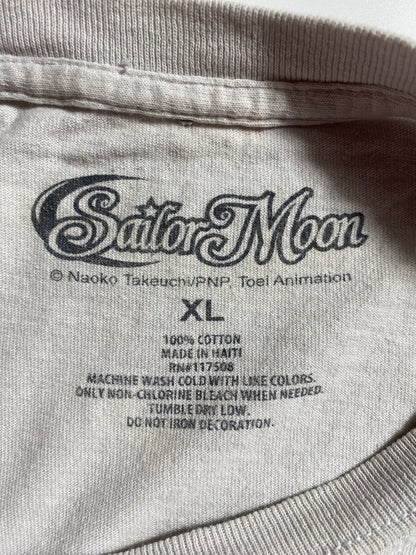 Sailor Moon
© Naoko Takeuchi/PNP, Toei Animation
XL
100% COTTON
MADE IN HAITI
RN#117508
MACHINE WASH COLD WITH LIKE COLORS.
ONLY NON-CHLORINE BLEACH WHEN NEEDED.
TUMBLE DRY LOW.
DO NOT IRON DECORATION.